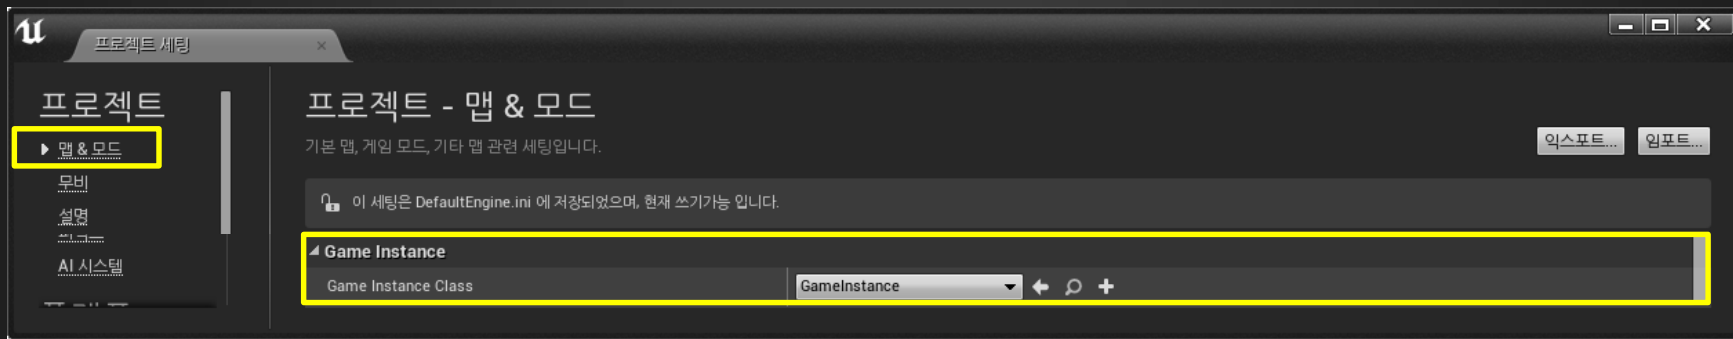 프로젝트 세팅
프로젝트
맵 & 모드
무비
설명
AI 시스템
프로젝트 - 맵 & 모드
기본 맵, 게임 모드, 기타 맵 관련 세팅입니다.
익스포트... 임포트...
이 세팅은 DefaultEngine.ini 에 저장되었으며, 현재 쓰기가능 입니다.
Game Instance
Game Instance Class GameInstance